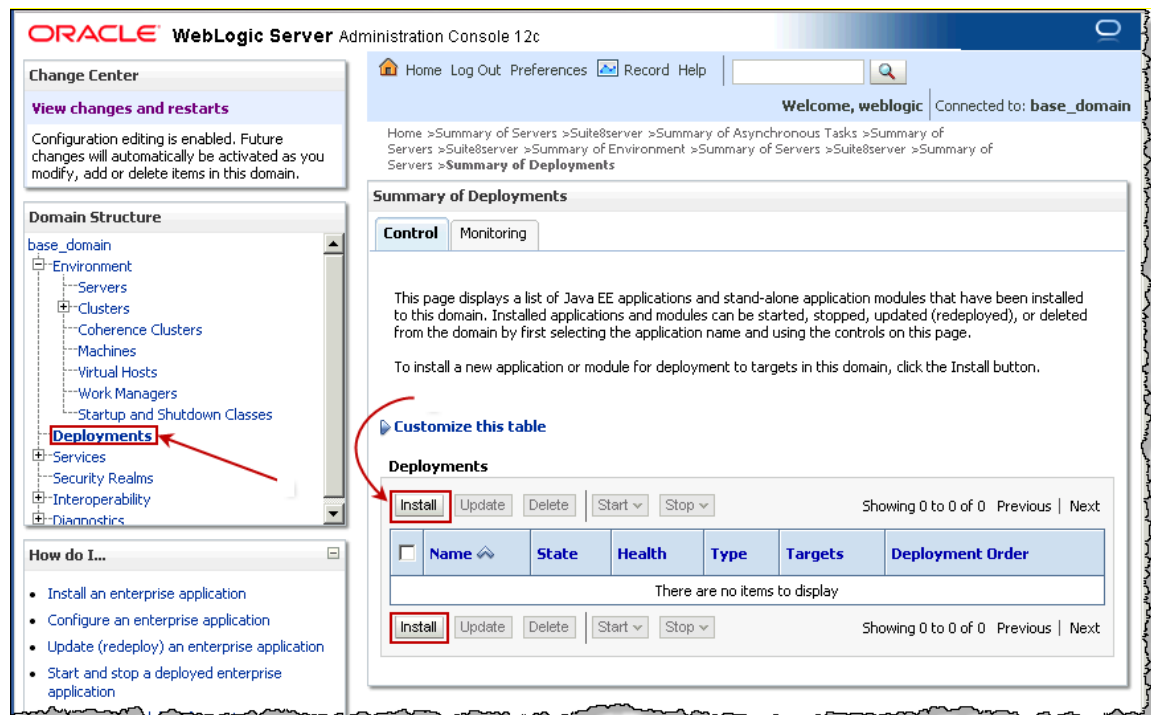 ORACLE WebLogic Server Administration Console 12c
Change Center
View changes and restarts
Configuration editing is enabled. Future
changes will automatically be activated as you
modify, add or delete items in this domain.
Domain Structure
base_domain
Environment
Servers
Clusters
Coherence Clusters
Machines
Virtual Hosts
Work Managers
Startup and Shutdown Classes
Deployments
Services
Security Realms
Interoperability
Diagnostics
How do I...
Install an enterprise application
Configure an enterprise application
Update (redeploy) an enterprise application
Start and stop a deployed enterprise
application
Home Log Out Preferences Record Help
Welcome, weblogic Connected to: base_domain
Home >Summary of Servers >Suite8server >Summary of Asynchronous Tasks >Summary of
Servers >Suite8server >Summary of Environment >Summary of Servers >Suite8server >Summary of
Servers >Summary of Deployments
Summary of Deployments
Control Monitoring
This page displays a list of Java EE applications and stand-alone application modules that have been installed
to this domain. Installed applications and modules can be started, stopped, updated (redeployed), or deleted
from the domain by first selecting the application name and using the controls on this page.
To install a new application or module for deployment to targets in this domain, click the Install button.
Customize this table
Deployments
Install Update Delete Start Stop Showing 0 to 0 of 0 Previous | Next
Name State Health Type Targets Deployment Order
There are no items to display
Install Update Delete Start Stop Showing 0 to 0 of 0 Previous | Next